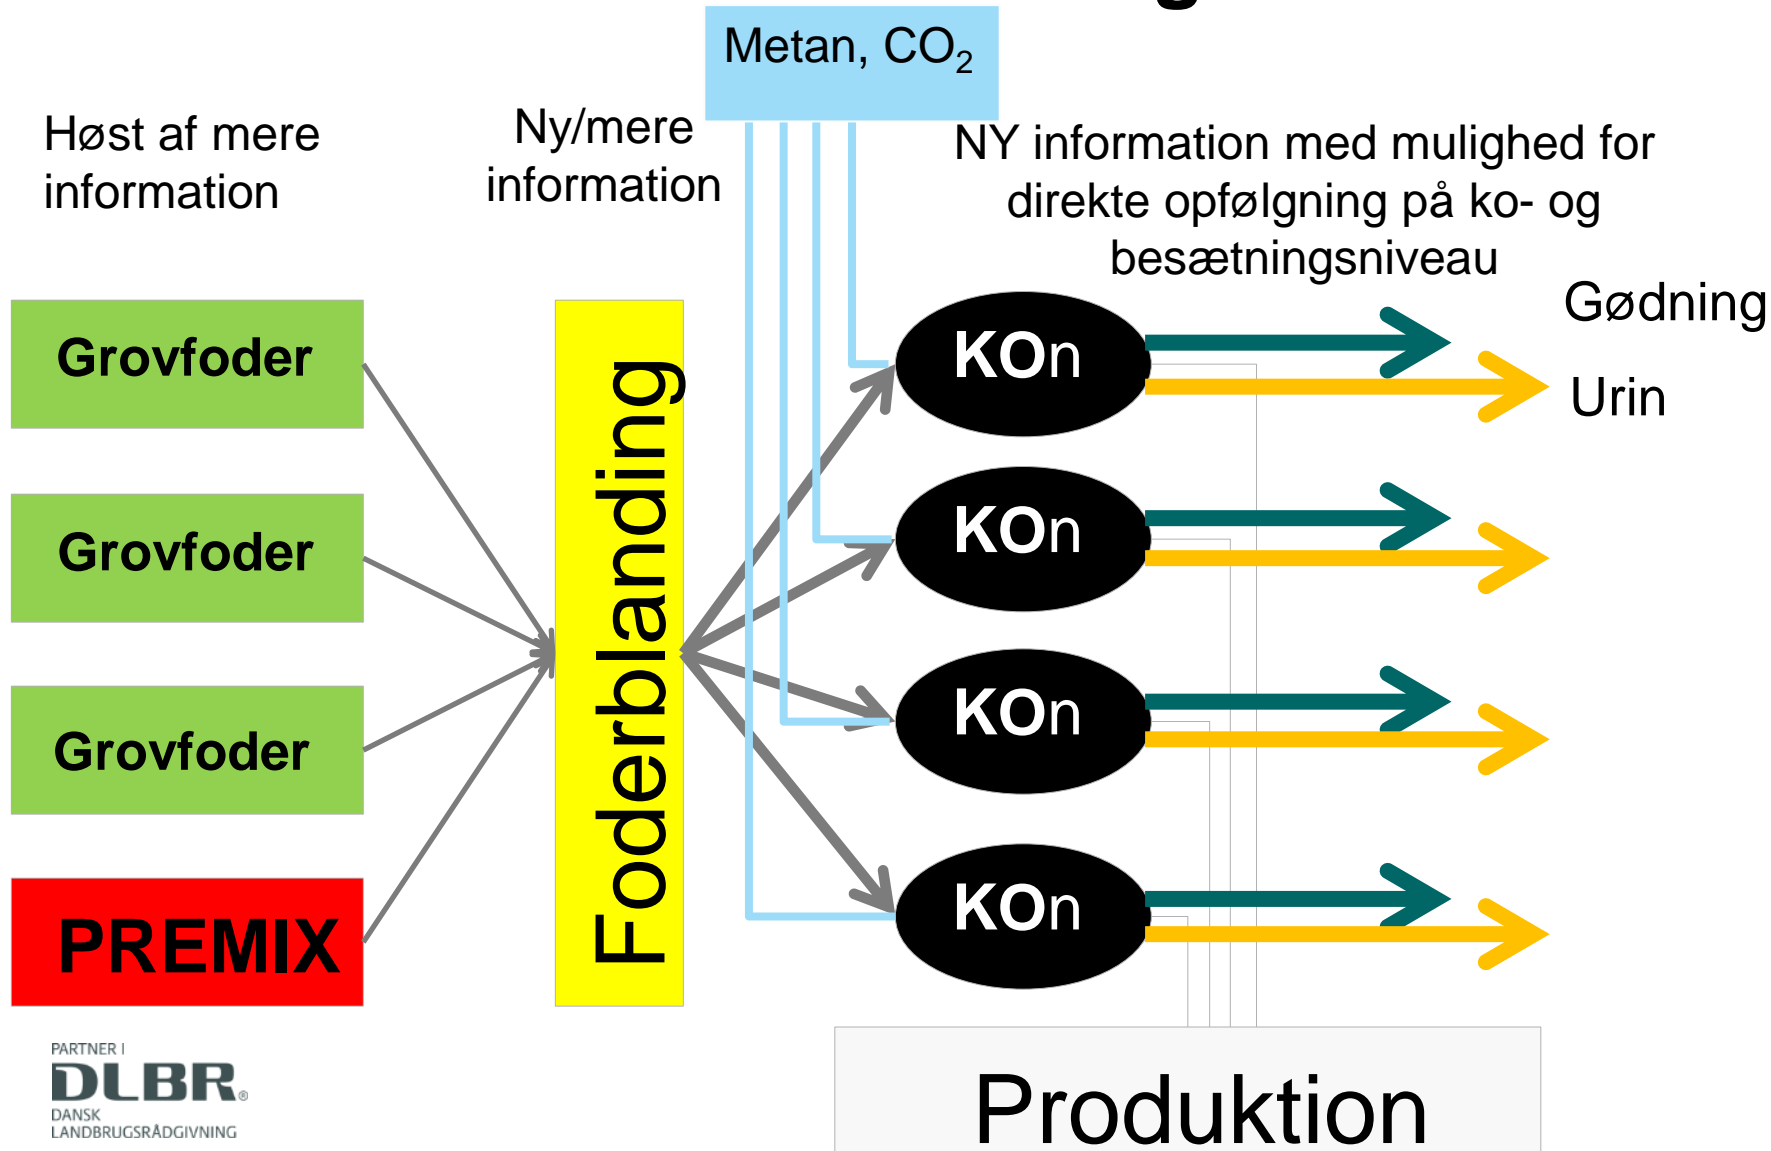 Metan, CO₂
Høst af mere
information
Ny/mere
information
NY information med mulighed for
direkte opfølgning på ko- og
besætningsniveau
Grovfoder
Grovfoder
Grovfoder
PREMIX
Foderblanding
KOn
KOn
KOn
KOn
Gødning
Urin
Produktion
PARTNER I
DLBR®
DANSK
LANDBRUGSRÅDGIVNING